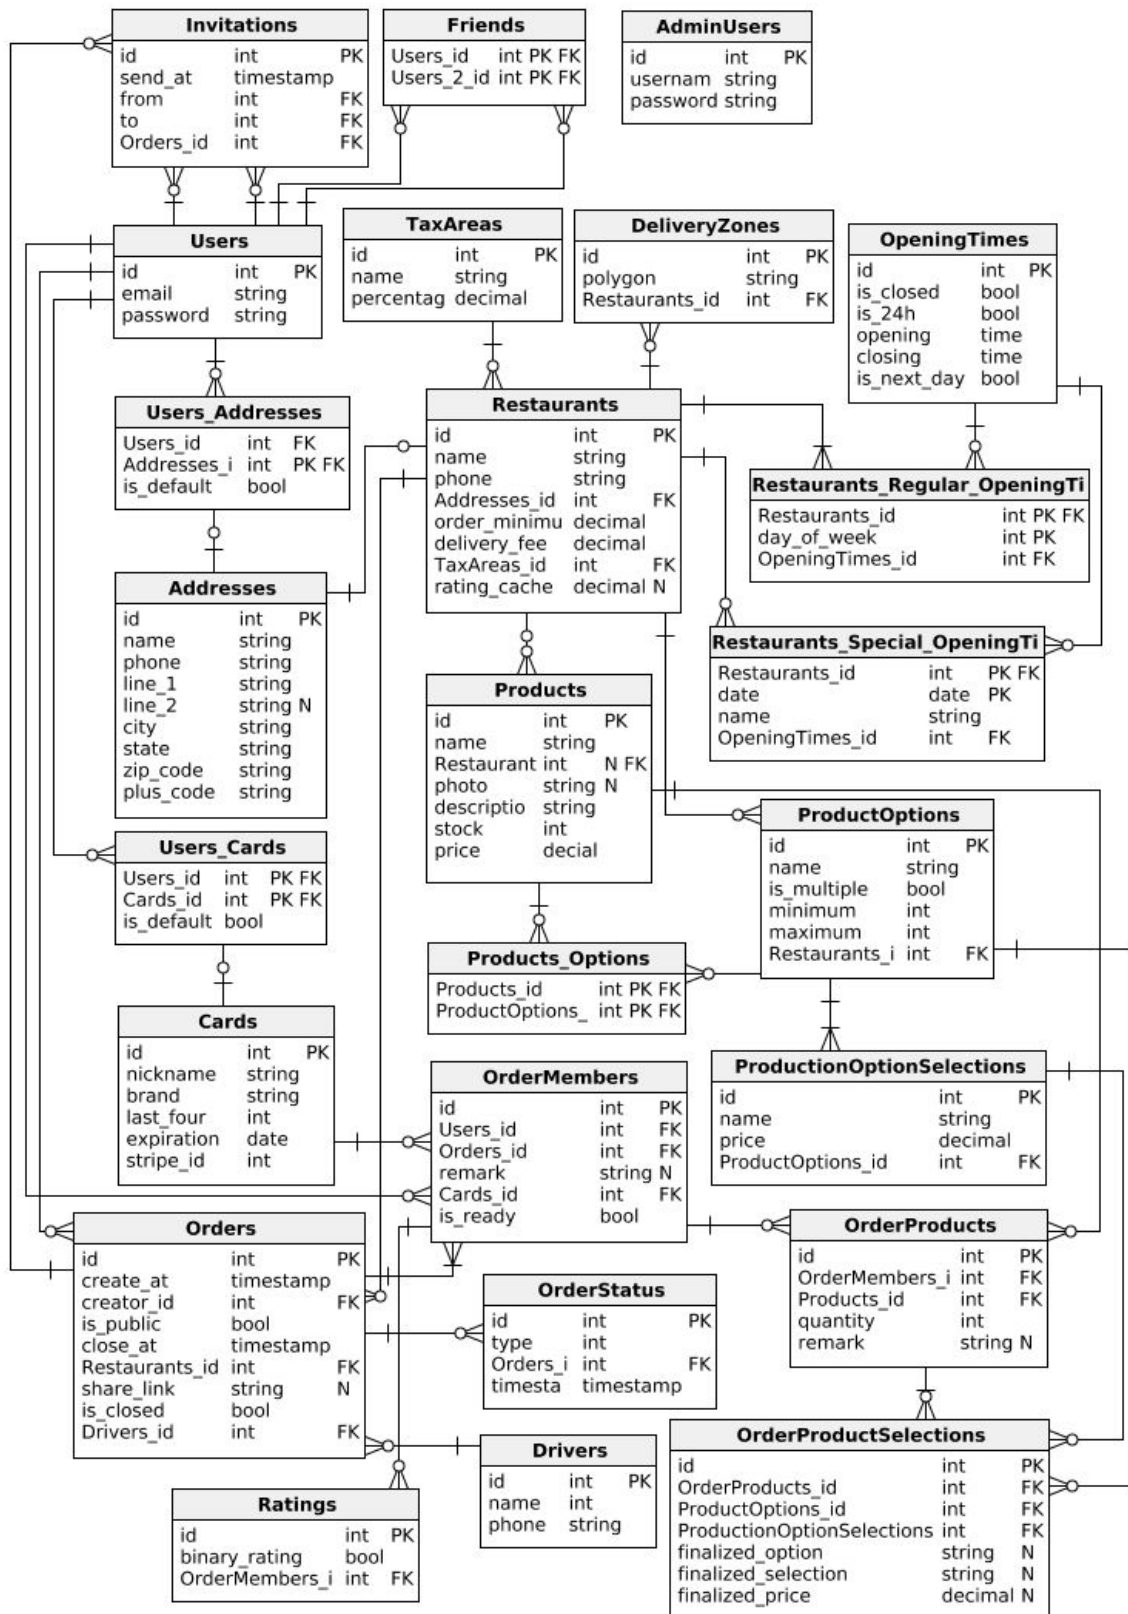 Invitations
id int PK
send_at timestamp
from int FK
to int FK
Orders_id int FK
Friends
Users_id int PK FK
Users_2_id int PK FK
AdminUsers
id int PK
usernam string
password string
Users
id int PK
email string
password string
TaxAreas
id int PK
name string
percentag decimal
DeliveryZones
id int PK
polygon string
Restaurants_id int FK
OpeningTimes
id int PK
is_closed bool
is_24h bool
opening time
closing time
is_next_day bool
Users_Addresses
Users_id int FK
Addresses_i int PK FK
is_default bool
Restaurants
id int PK
name string
phone string
Addresses_id int FK
order_minimu decimal
delivery_fee decimal
TaxAreas_id int FK
rating_cache decimal N
Restaurants_Regular_OpeningTi
Restaurants_id int PK FK
day_of_week int PK
OpeningTimes_id int FK
Addresses
id int PK
name string
phone string
line_1 string
line_2 string N
city string
state string
zip_code string
plus_code string
Restaurants_Special_OpeningTi
Restaurants_id int PK FK
date date PK
name string
OpeningTimes_id int FK
Products
id int PK
name string
Restaurant int N FK
photo string N
descriptio string
stock int
price decial
ProductOptions
id int PK
name string
is_multiple bool
minimum int
maximum int
Restaurants_i int FK
Users_Cards
Users_id int PK FK
Cards_id int PK FK
is_default bool
Products_Options
Products_id int PK FK
ProductOptions_ int PK FK
Cards
id int PK
nickname string
brand string
last_four int
expiration date
stripe_id int
OrderMembers
id int PK
Users_id int FK
Orders_id int FK
remark string N
Cards_id int FK
is_ready bool
ProductionOptionSelections
id int PK
name string
price decimal
ProductOptions_id int FK
Orders
id int PK
create_at timestamp
creator_id int FK
is_public bool
close_at timestamp
Restaurants_id int FK
share_link string N
is_closed bool
Drivers_id int FK
OrderStatus
id int PK
type int
Orders_i int FK
timesta timestamp
OrderProducts
id int PK
OrderMembers_i int FK
Products_id int FK
quantity int
remark string N
Drivers
id int PK
name int
phone string
Ratings
id int PK
binary_rating bool
OrderMembers_i int FK
OrderProductSelections
id int PK
OrderProducts_id int FK
ProductOptions_id int FK
ProductionOptionSelections int FK
finalized_option string N
finalized_selection string N
finalized_price decimal N